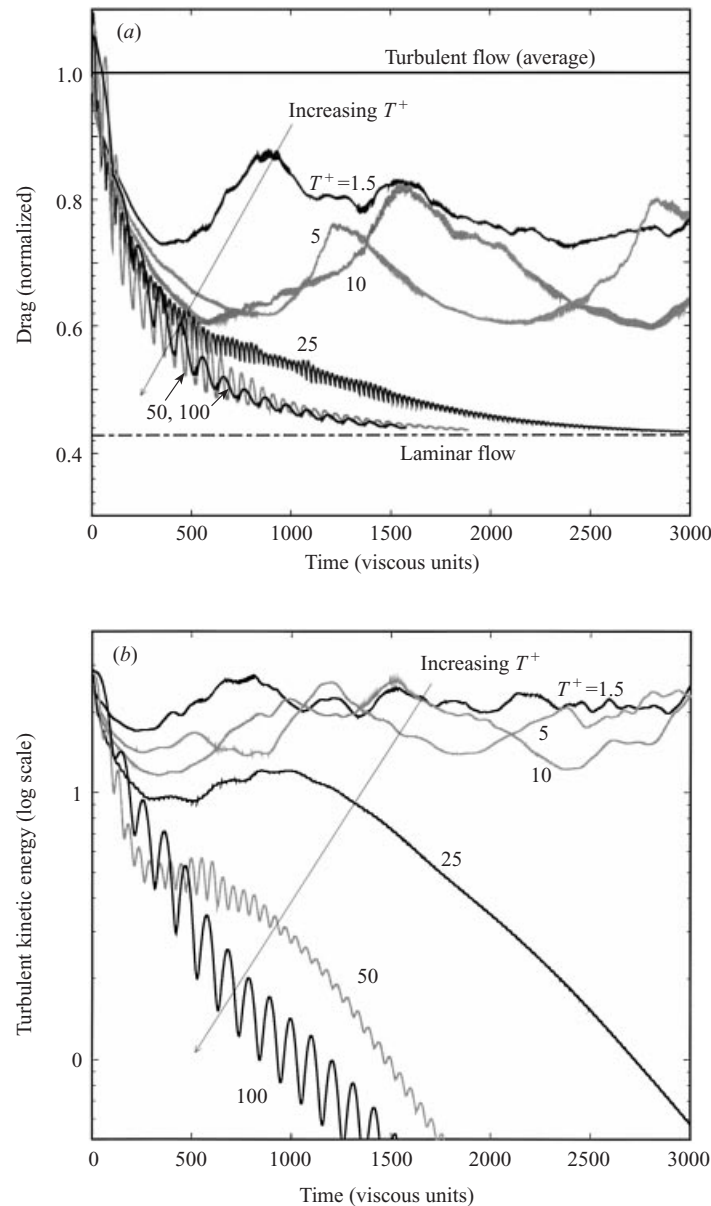 (a)
Turbulent flow (average)
1.0
Increasing T+
T+ =1.5
0.8
5
10
0.6
25
50, 100
0.4
Laminar flow
Drag (normalized)
0 500 1000 1500 2000 2500 3000
Time (viscous units)
(b)
Increasing T+
T+ =1.5
5
10
1
25
50
0
100
Turbulent kinetic energy (log scale)
0 500 1000 1500 2000 2500 3000
Time (viscous units)